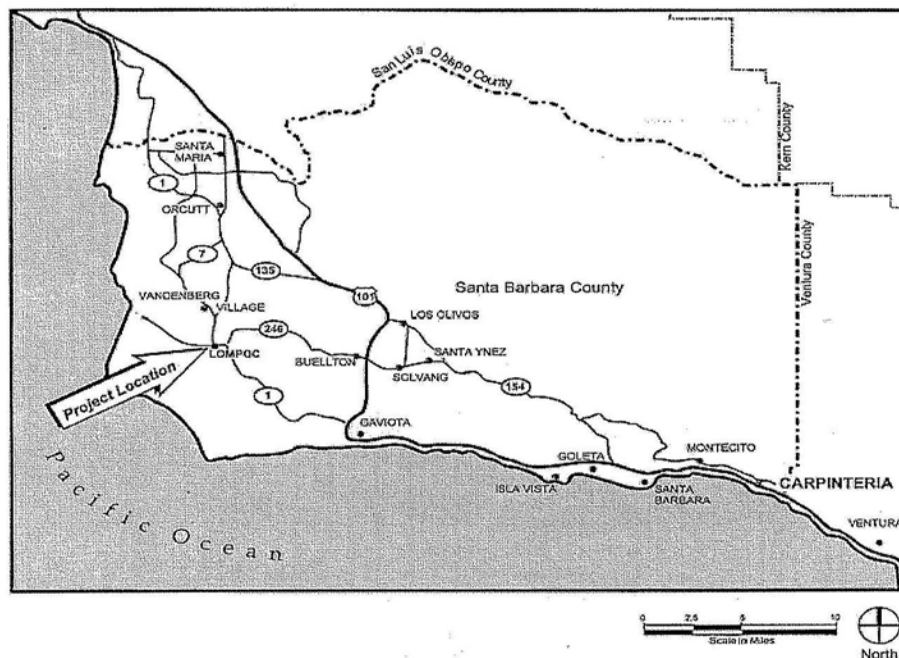 San Luis Obispo County
Kern County
SANTA
MARIA
1
ORCUTT
7
135
Ventura County
101
Santa Barbara County
VANDENBERG
VILLAGE
LOS OLIVOS
246
LOMPOC
BUELLTON
SANTA YNEZ
SOLVANG
Project Location
154
1
GAVIOTA
MONTECITO
GOLETA
ISLA VISTA
SANTA
BARBARA
CARPINTERIA
VENTURA
Pacific Ocean
0 2.5 5 10
Scale in Miles
North